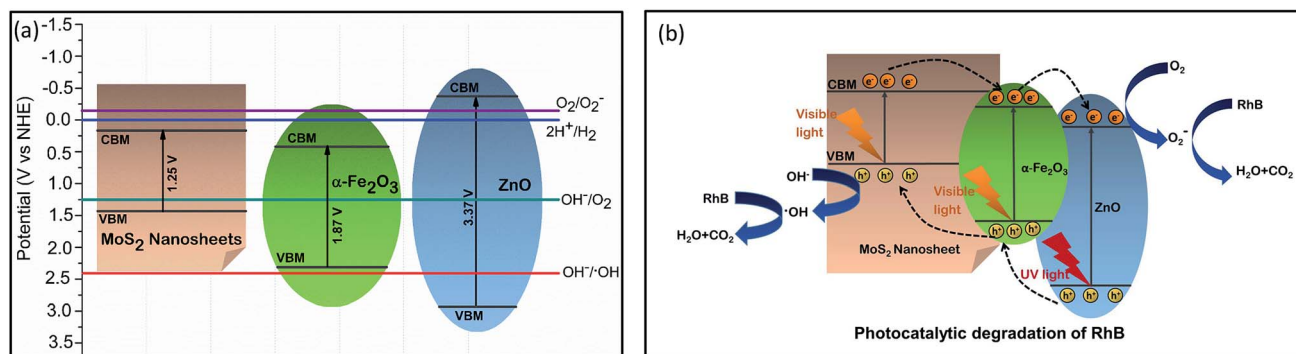 (a)
Potential (V vs NHE)
-1.5
-1.0
-0.5
0.0
0.5
1.0
1.5
2.0
2.5
3.0
3.5
CBM
1.25 V
VBM
MoS₂ Nanosheets
CBM
α-Fe₂O₃
1.87 V
VBM
CBM
ZnO
3.37 V
VBM
O₂/O₂⁻
2H⁺/H₂
OH⁻/O₂
OH⁻/·OH
(b)
CBM
e⁻ e⁻ e⁻
Visible
light
VBM
h⁺ h⁺ h⁺
OH⁻
RhB
·OH
H₂O+CO₂
MoS₂ Nanosheet
e⁻ e⁻ e⁻
α-Fe₂O₃
Visible
light
h⁺ h⁺ h⁺
e⁻ e⁻ e⁻
ZnO
UV light
h⁺ h⁺ h⁺
O₂
RhB
O₂⁻
H₂O+CO₂
Photocatalytic degradation of RhB